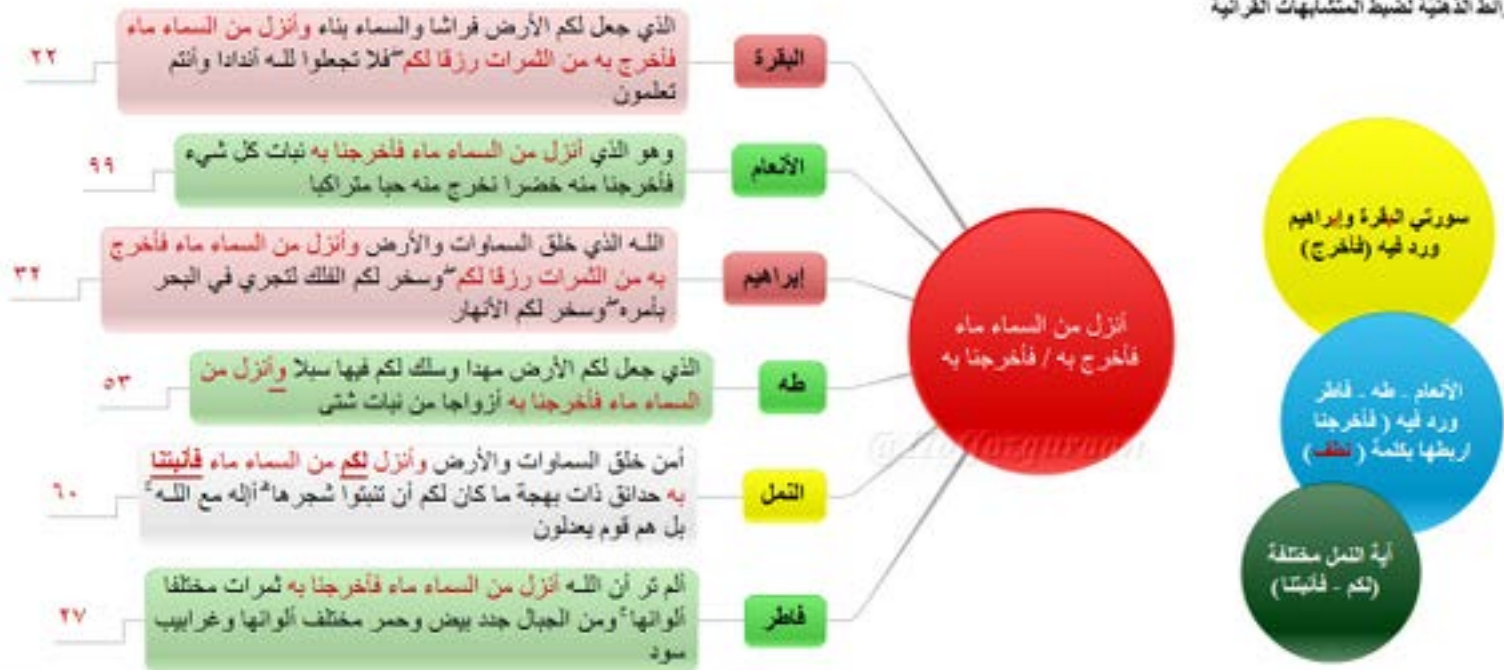 الذهنية لضبط المتشابهات القرآنية
البقرة
الذي جعل لكم الأرض فراشا والسماء بناء وأنزل من السماء ماء
فأخرج به من الثمرات رزقا لكم ۖ فلا تجعلوا لله أندادا وأنتم
تعلمون
٢٢
الأنعام
وهو الذي أنزل من السماء ماء فأخرجنا به نبات كل شيء
فأخرجنا منه خضرا نخرج منه حبا متراكبا
٩٩
إبراهيم
الله الذي خلق السماوات والأرض وأنزل من السماء ماء فأخرج
به من الثمرات رزقا لكم ۖ وسخر لكم الفلك لتجري في البحر
بأمره ۖ وسخر لكم الأنهار
٣٢
طه
الذي جعل لكم الأرض مهدا وسلك لكم فيها سبلا وأنزل من
السماء ماء فأخرجنا به أزواجا من نبات شتى
٥٣
النمل
أمن خلق السماوات والأرض وأنزل لكم من السماء ماء فأنبتنا
به حدائق ذات بهجة ما كان لكم أن تنبتوا شجرها ۗ أإله مع الله ۚ
بل هم قوم يعدلون
٦٠
فاطر
ألم تر أن الله أنزل من السماء ماء فأخرجنا به ثمرات مختلفا
ألوانها ۚ ومن الجبال جدد بيض وحمر مختلف ألوانها وغرابيب
سود
٢٧
أنزل من السماء ماء
فأخرج به / فأخرجنا به
سورتي البقرة وإبراهيم
ورد فيه (فأخرج)
الأنعام - طه - فاطر
ورد فيه ( فأخرجنا
اربطها بكلمة ( نطف )
آية النمل مختلفة
(لكم - فأنبتنا)